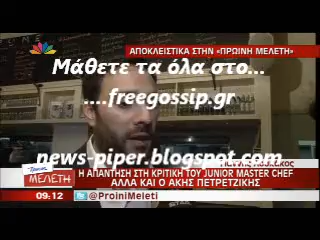 ΑΠΟΚΛΕΙΣΤΙΚΑ ΣΤΗΝ «ΠΡΩΙΝΗ ΜΕΛΕΤΗ»
Μάθετε τα όλα στο...
....freegossip.gr
news-piper.blogspot.com
Η ΑΠΑΝΤΗΣΗ ΣΤΗ ΚΡΙΤΙΚΗ ΤΟΥ JUNIOR MASTER CHEF
ΑΛΛΑ ΚΑΙ Ο ΑΚΗΣ ΠΕΤΡΕΤΖΙΚΗΣ
ΜΕΛΕΤΗ
09:12 @ProiniMeleti